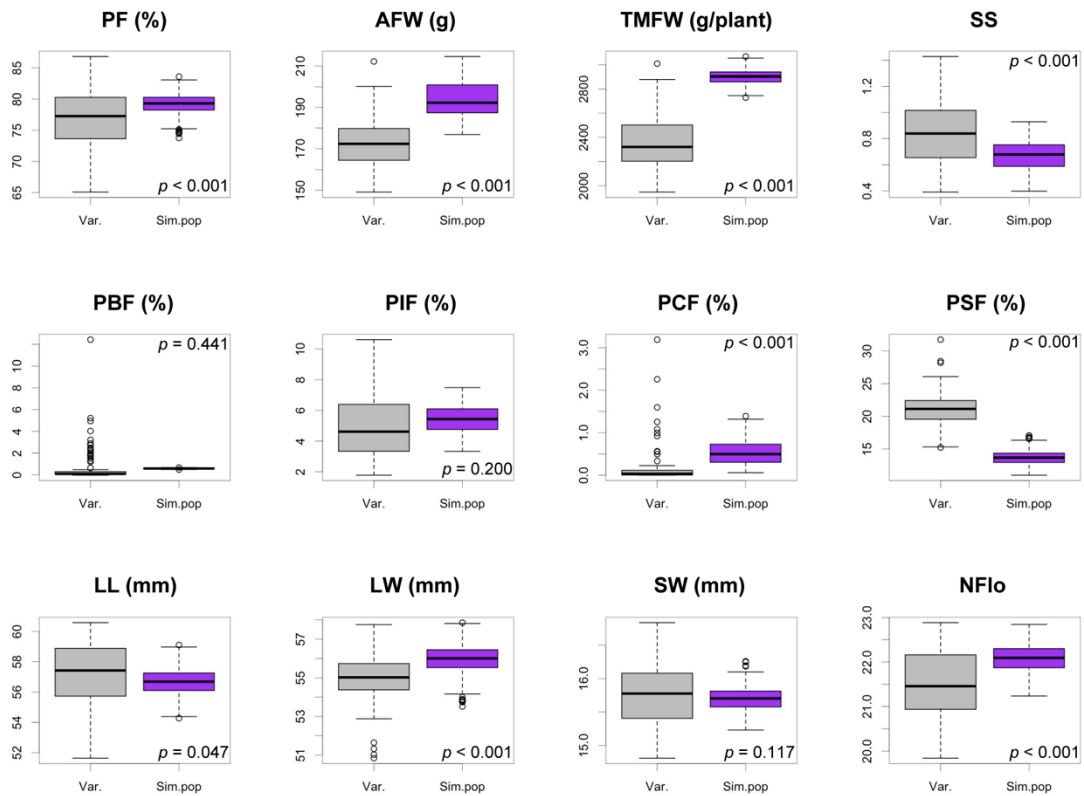 PF (%) AFW (g) TMFW (g/plant) SS
65 70 75 80 85
p < 0.001
Var. Sim.pop
150 170 190 210
p < 0.001
Var. Sim.pop
2000 2400 2800
p < 0.001
Var. Sim.pop
0.4 0.8 1.2
p < 0.001
Var. Sim.pop
PBF (%) PIF (%) PCF (%) PSF (%)
0 2 4 6 8 10
p = 0.441
Var. Sim.pop
2 4 6 8 10
p = 0.200
Var. Sim.pop
0.0 0.5 1.0 2.0 3.0
p < 0.001
Var. Sim.pop
15 20 25 30
p < 0.001
Var. Sim.pop
LL (mm) LW (mm) SW (mm) NFlo
52 54 56 58 60
p = 0.047
Var. Sim.pop
51 53 55 57
p < 0.001
Var. Sim.pop
15.0 16.0
p = 0.117
Var. Sim.pop
20.0 21.0 22.0 23.0
p < 0.001
Var. Sim.pop